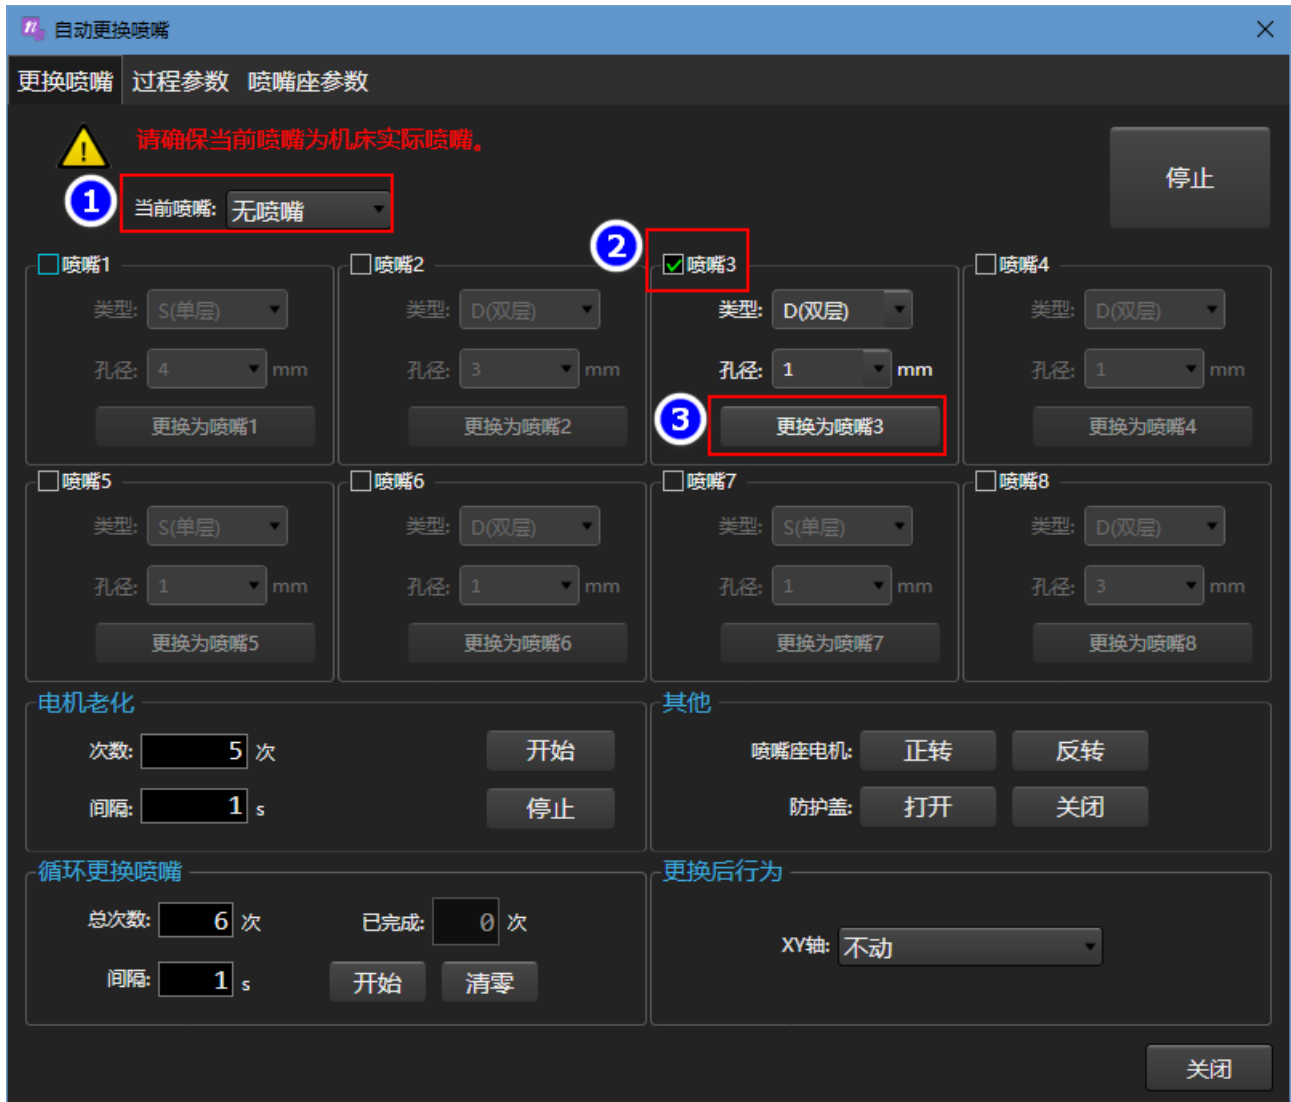 自动更换喷嘴
更换喷嘴 过程参数 喷嘴座参数
请确保当前喷嘴为机床实际喷嘴。
停止
1 当前喷嘴: 无喷嘴
喷嘴1 喷嘴2 2 喷嘴3 喷嘴4
类型: S(单层) 类型: D(双层) 类型: D(双层) 类型: D(双层)
孔径: 4 mm 孔径: 3 mm 孔径: 1 mm 孔径: 1 mm
更换为喷嘴1 更换为喷嘴2 3 更换为喷嘴3 更换为喷嘴4
喷嘴5 喷嘴6 喷嘴7 喷嘴8
类型: S(单层) 类型: D(双层) 类型: S(单层) 类型: D(双层)
孔径: 1 mm 孔径: 1 mm 孔径: 1 mm 孔径: 3 mm
更换为喷嘴5 更换为喷嘴6 更换为喷嘴7 更换为喷嘴8
电机老化 其他
次数: 5 次 开始 喷嘴座电机: 正转 反转
间隔: 1 s 停止 防护盖: 打开 关闭
循环更换喷嘴 更换后行为
总次数: 6 次 已完成: 0 次
XY轴: 不动
间隔: 1 s 开始 清零
关闭